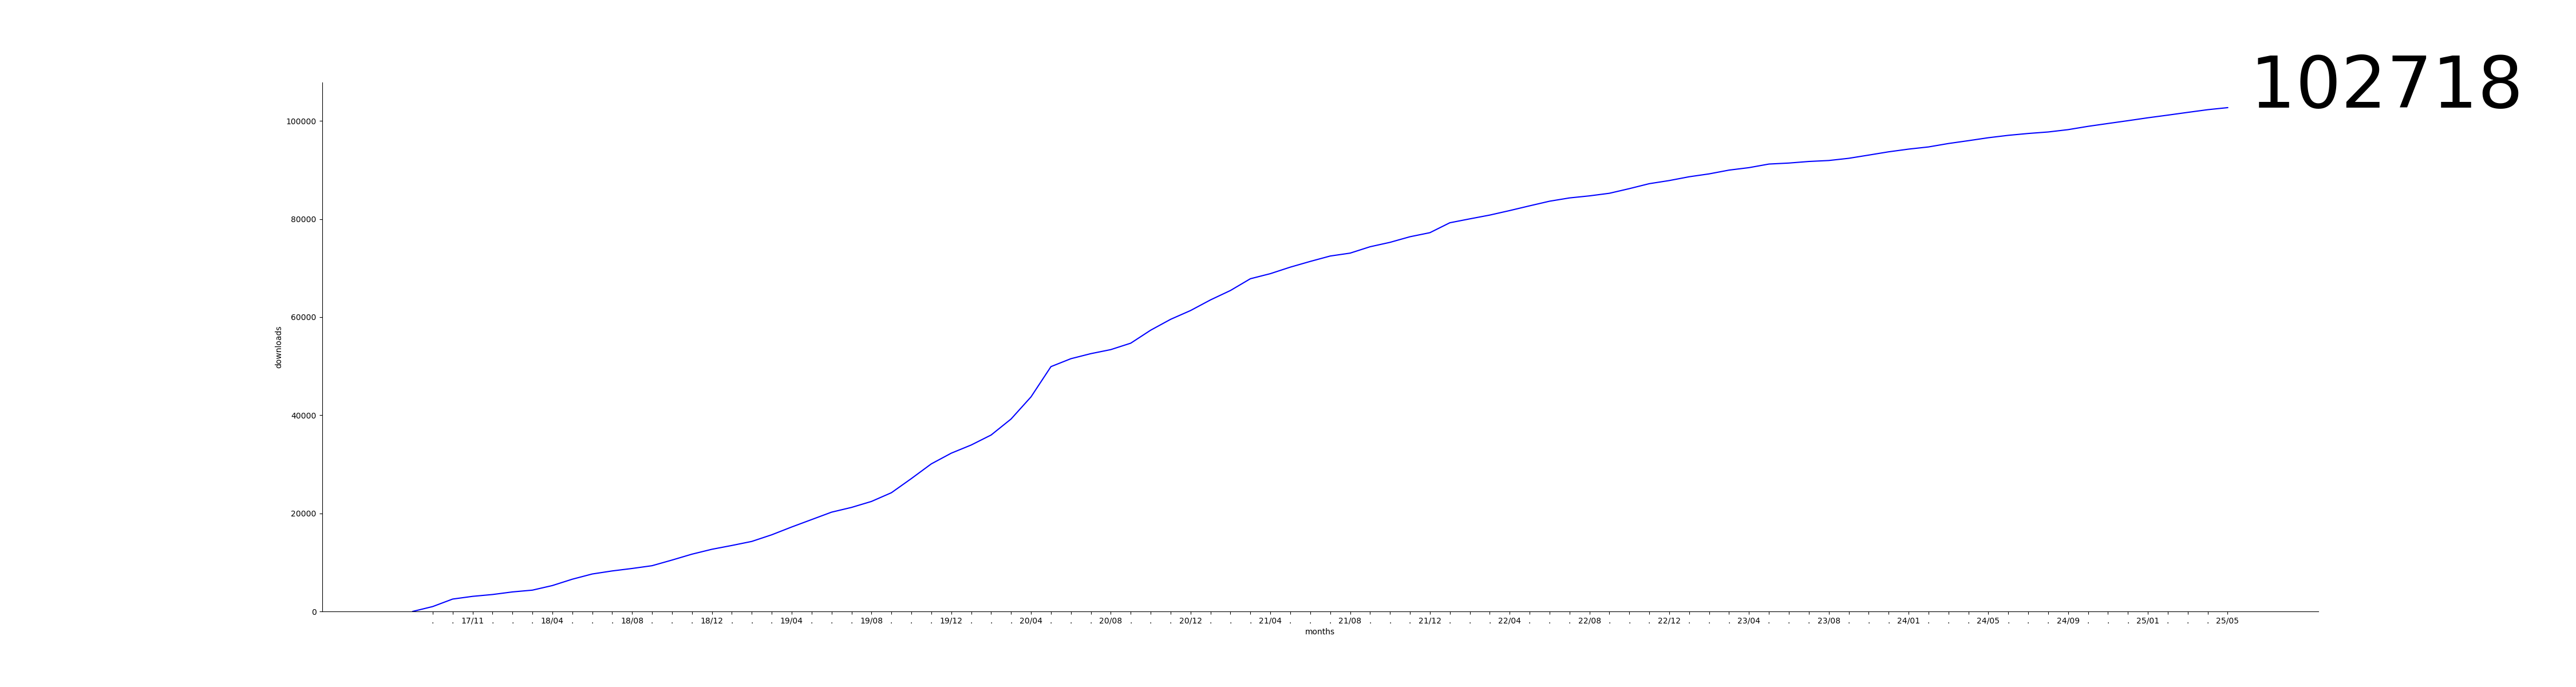 102718
100000
80000
60000
40000
20000
0
downloads
. . 17/11 . . . 18/04 . . . 18/08 . . . 18/12 . . . 19/04 . . . 19/08 . . . 19/12 . . . 20/04 . . . 20/08 . . . 20/12 . . . 21/04 . . . 21/08 . . . 21/12 . . . 22/04 . . . 22/08 . . . 22/12 . . . 23/04 . . . 23/08 . . . 24/01 . . . 24/05 . . . 24/09 . . . 25/01 . . . 25/05
months